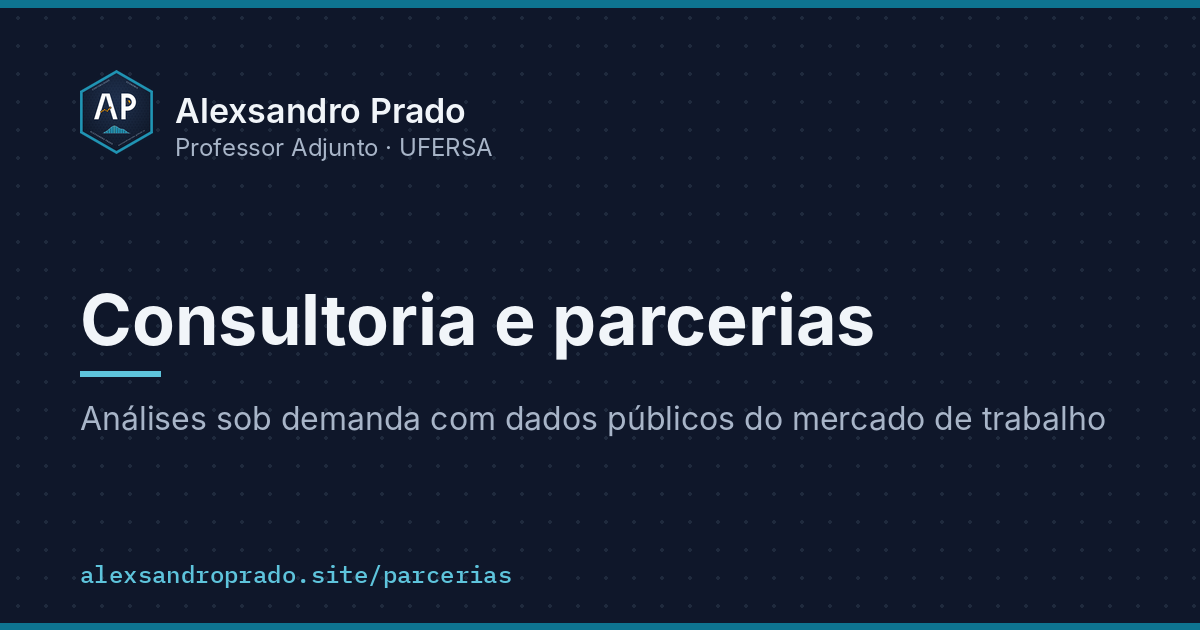 AP
Alexsandro Prado
Professor Adjunto · UFERSA
Consultoria e parcerias
Análises sob demanda com dados públicos do mercado de trabalho
alexsandroprado.site/parcerias